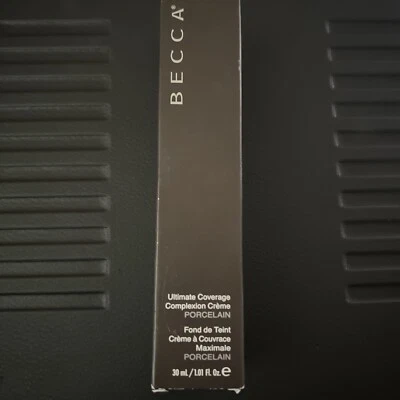 BECCA®
Ultimate Coverage
Complexion Crème
PORCELAIN
Fond de Teint
Crème à Couvrace
Maximale
PORCELAIN
30 ml./1.01 Fl. Oz. ℮